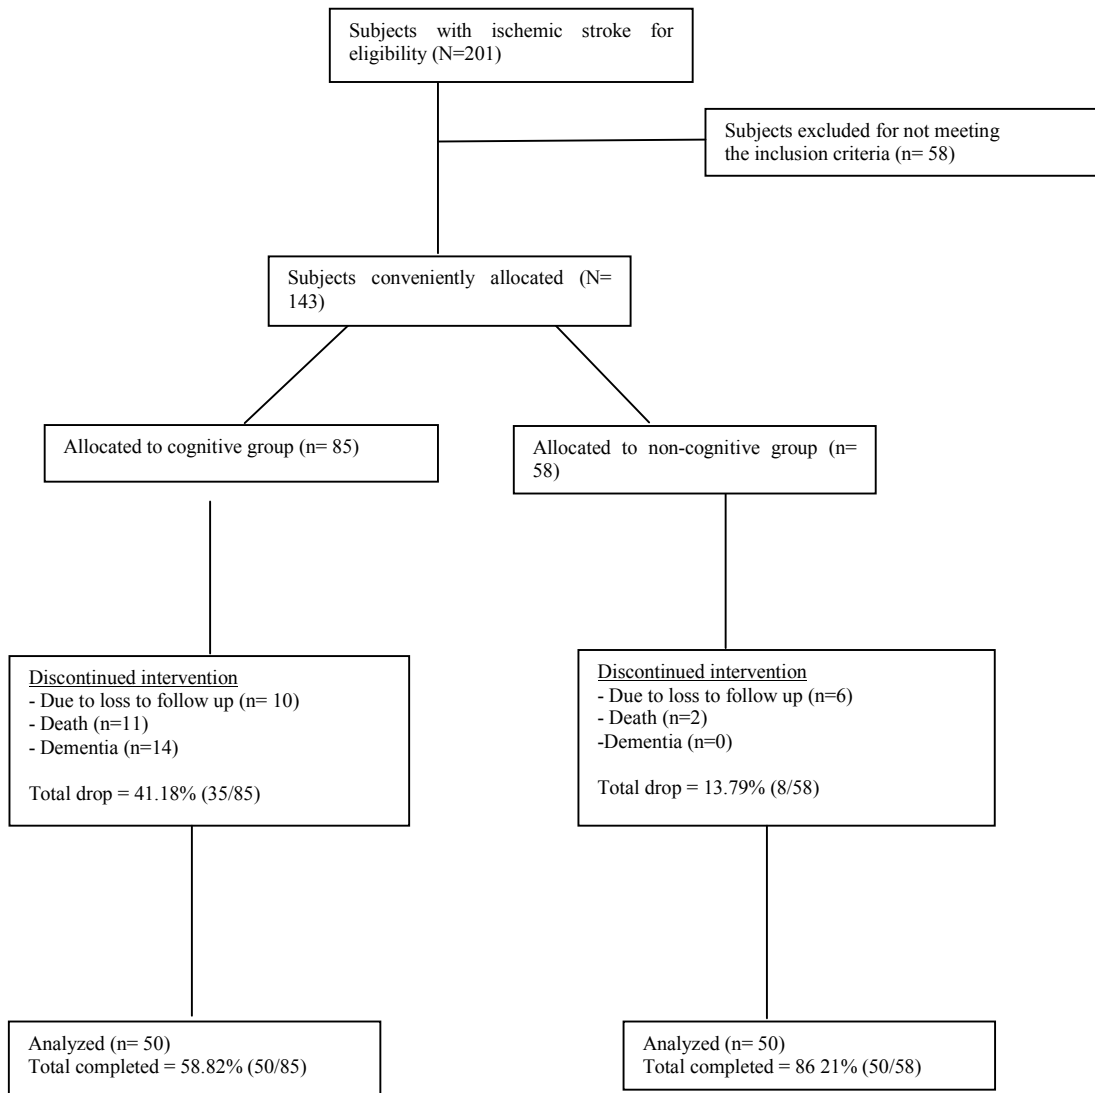 Subjects with ischemic stroke for
eligibility (N=201)
Subjects excluded for not meeting
the inclusion criteria (n= 58)
Subjects conveniently allocated (N=
143)
Allocated to cognitive group (n= 85)
Allocated to non-cognitive group (n=
58)
Discontinued intervention
- Due to loss to follow up (n= 10)
- Death (n=11)
- Dementia (n=14)
Total drop = 41.18% (35/85)
Discontinued intervention
- Due to loss to follow up (n=6)
- Death (n=2)
-Dementia (n=0)
Total drop = 13.79% (8/58)
Analyzed (n= 50)
Total completed = 58.82% (50/85)
Analyzed (n= 50)
Total completed = 86 21% (50/58)